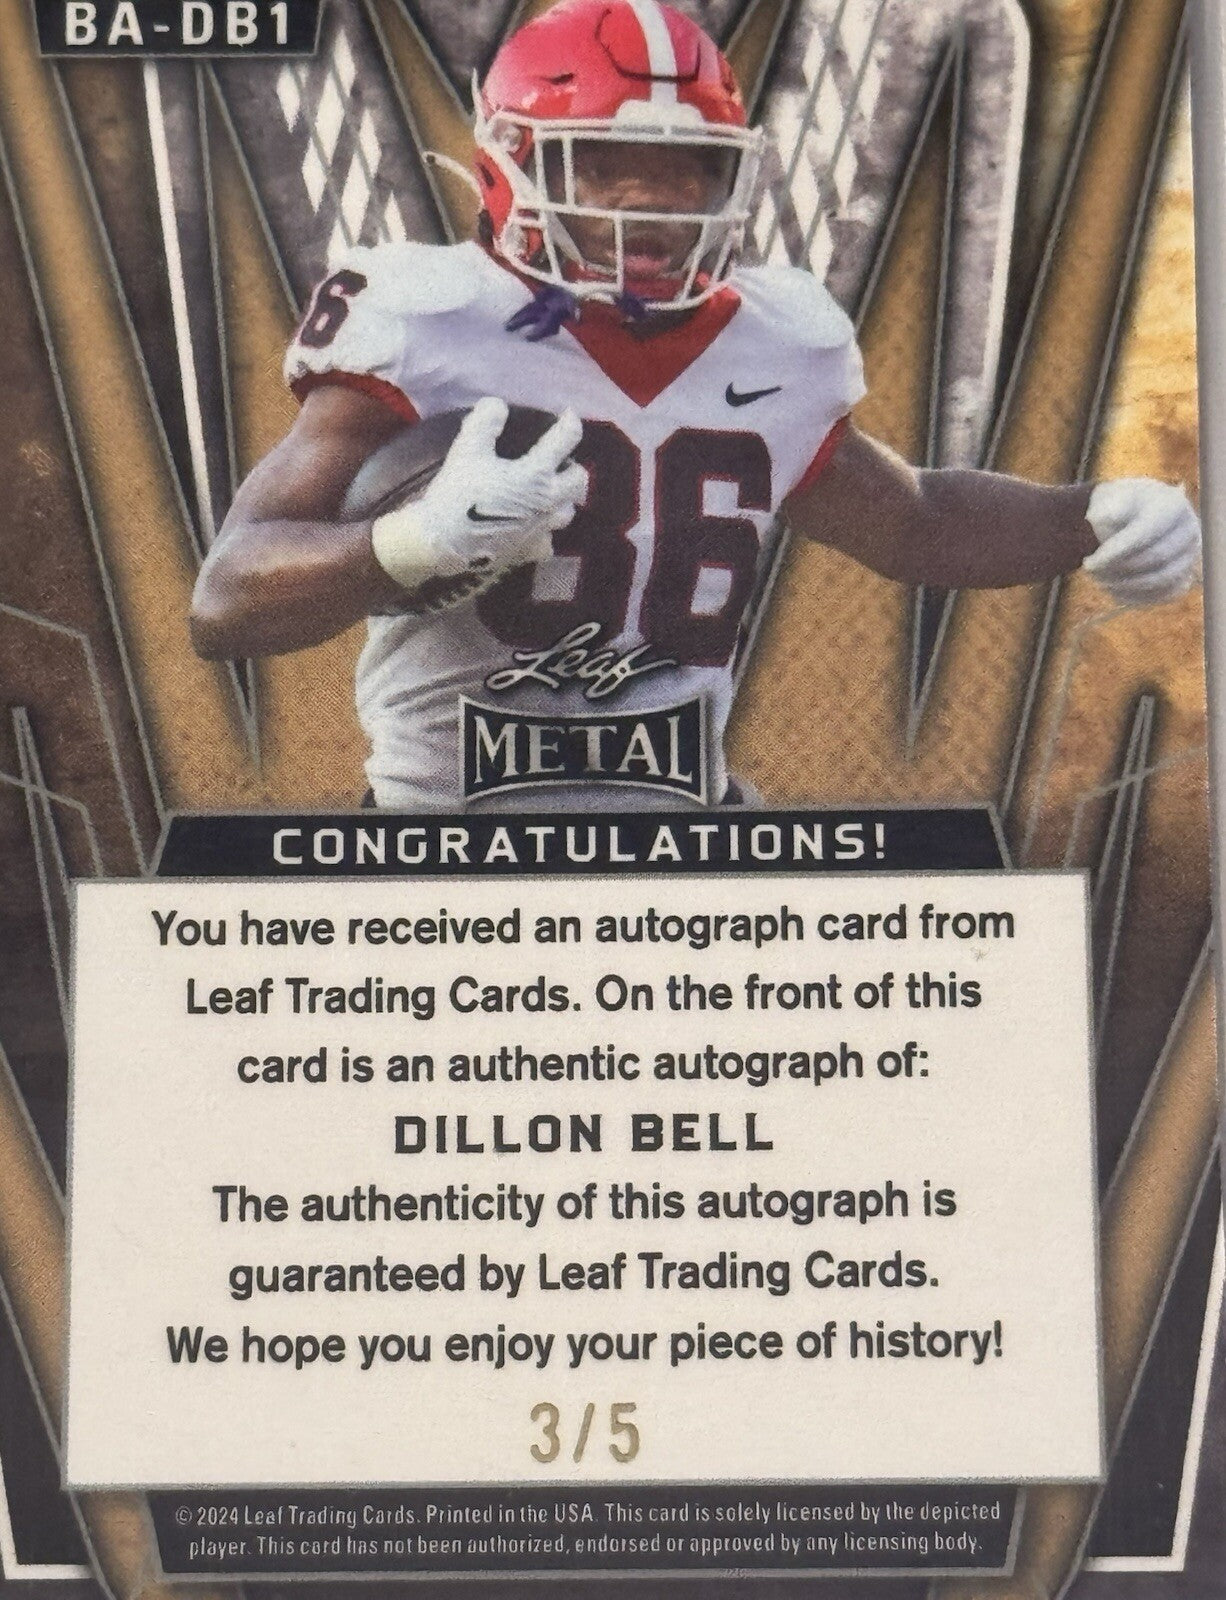 BA-DB1
6
36
Leaf
METAL
CONGRATULATIONS!
You have received an autograph card from
Leaf Trading Cards. On the front of this
card is an authentic autograph of:
DILLON BELL
The authenticity of this autograph is
guaranteed by Leaf Trading Cards.
We hope you enjoy your piece of history!
3/5
© 2024 Leaf Trading Cards. Printed in the USA. This card is solely licensed by the depicted
player. This card has not been authorized, endorsed or approved by any licensing body.